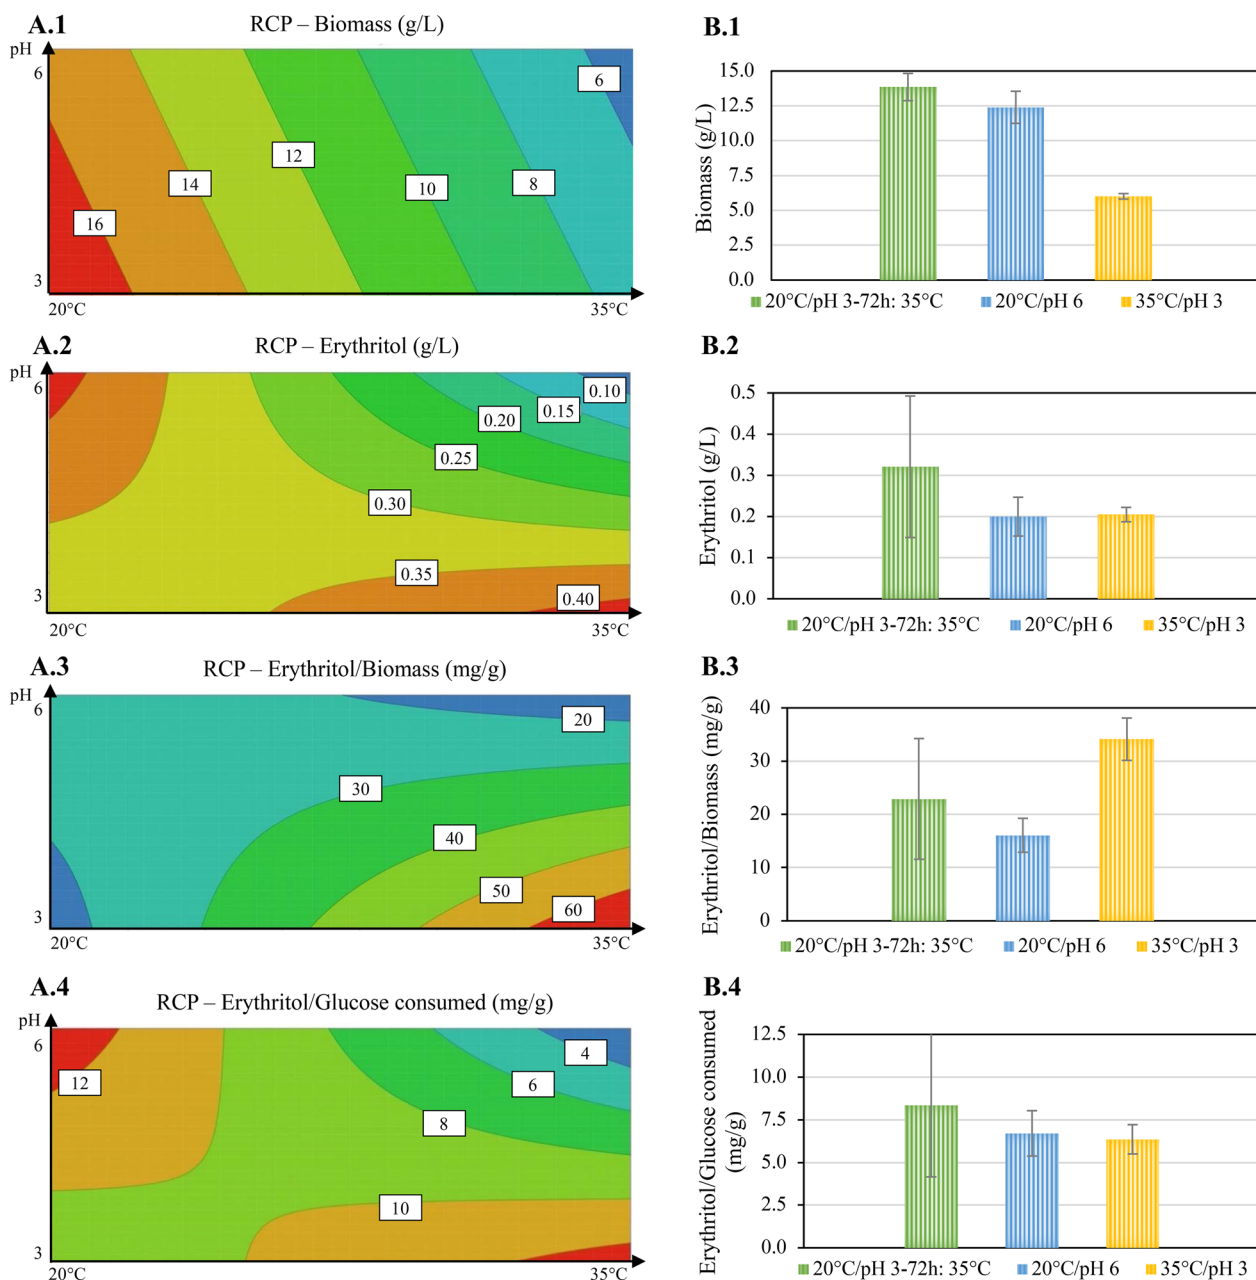 A.1
RCP – Biomass (g/L)
pH
6
6
12
14
10
8
16
3
20°C
35°C
B.1
Biomass (g/L)
15.0
12.5
10.0
7.5
5.0
2.5
0.0
20°C/pH 3-72h: 35°C
20°C/pH 6
35°C/pH 3
A.2
RCP – Erythritol (g/L)
pH
6
0.10
0.15
0.20
0.25
0.30
0.35
0.40
3
20°C
35°C
B.2
Erythritol (g/L)
0.5
0.4
0.3
0.2
0.1
0.0
20°C/pH 3-72h: 35°C
20°C/pH 6
35°C/pH 3
A.3
RCP – Erythritol/Biomass (mg/g)
pH
6
20
30
40
50
60
3
20°C
35°C
B.3
Erythritol/Biomass (mg/g)
40
30
20
10
0
20°C/pH 3-72h: 35°C
20°C/pH 6
35°C/pH 3
A.4
RCP – Erythritol/Glucose consumed (mg/g)
pH
6
4
12
6
8
10
3
20°C
35°C
B.4
Erythritol/Glucose consumed
(mg/g)
12.5
10.0
7.5
5.0
2.5
0.0
20°C/pH 3-72h: 35°C
20°C/pH 6
35°C/pH 3